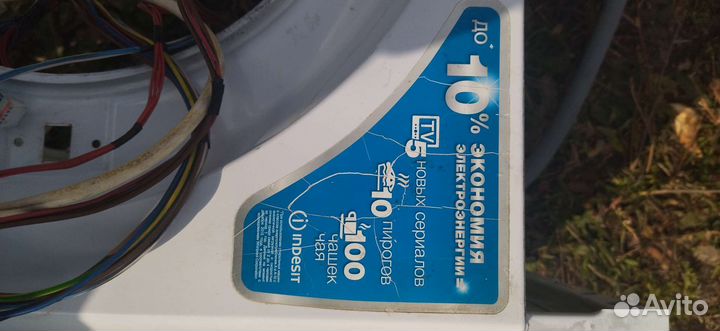 до*
10%
ЭКОНОМИЯ
ЭЛЕКТРОЭНЕРГИИ =
TV
5 новых сериалов
10 пирогов
100 чашек
чая
indesit
Avito